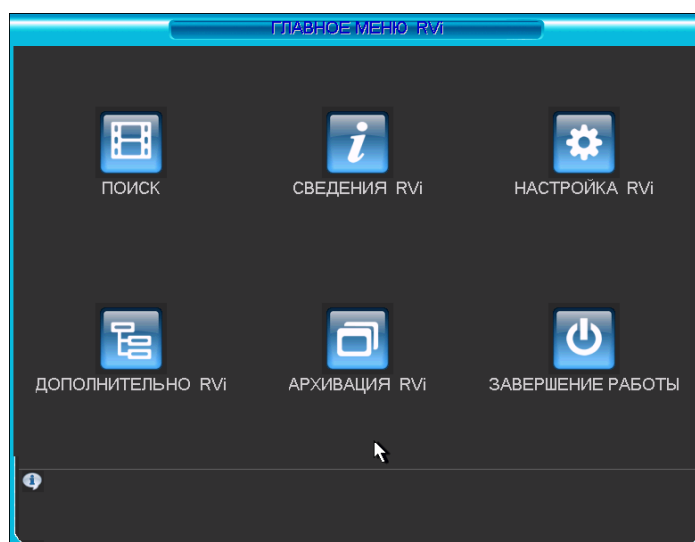 ГЛАВНОЕ МЕНЮ RVi
ПОИСК
СВЕДЕНИЯ RVi
НАСТРОЙКА RVi
ДОПОЛНИТЕЛЬНО RVi
АРХИВАЦИЯ RVi
ЗАВЕРШЕНИЕ РАБОТЫ